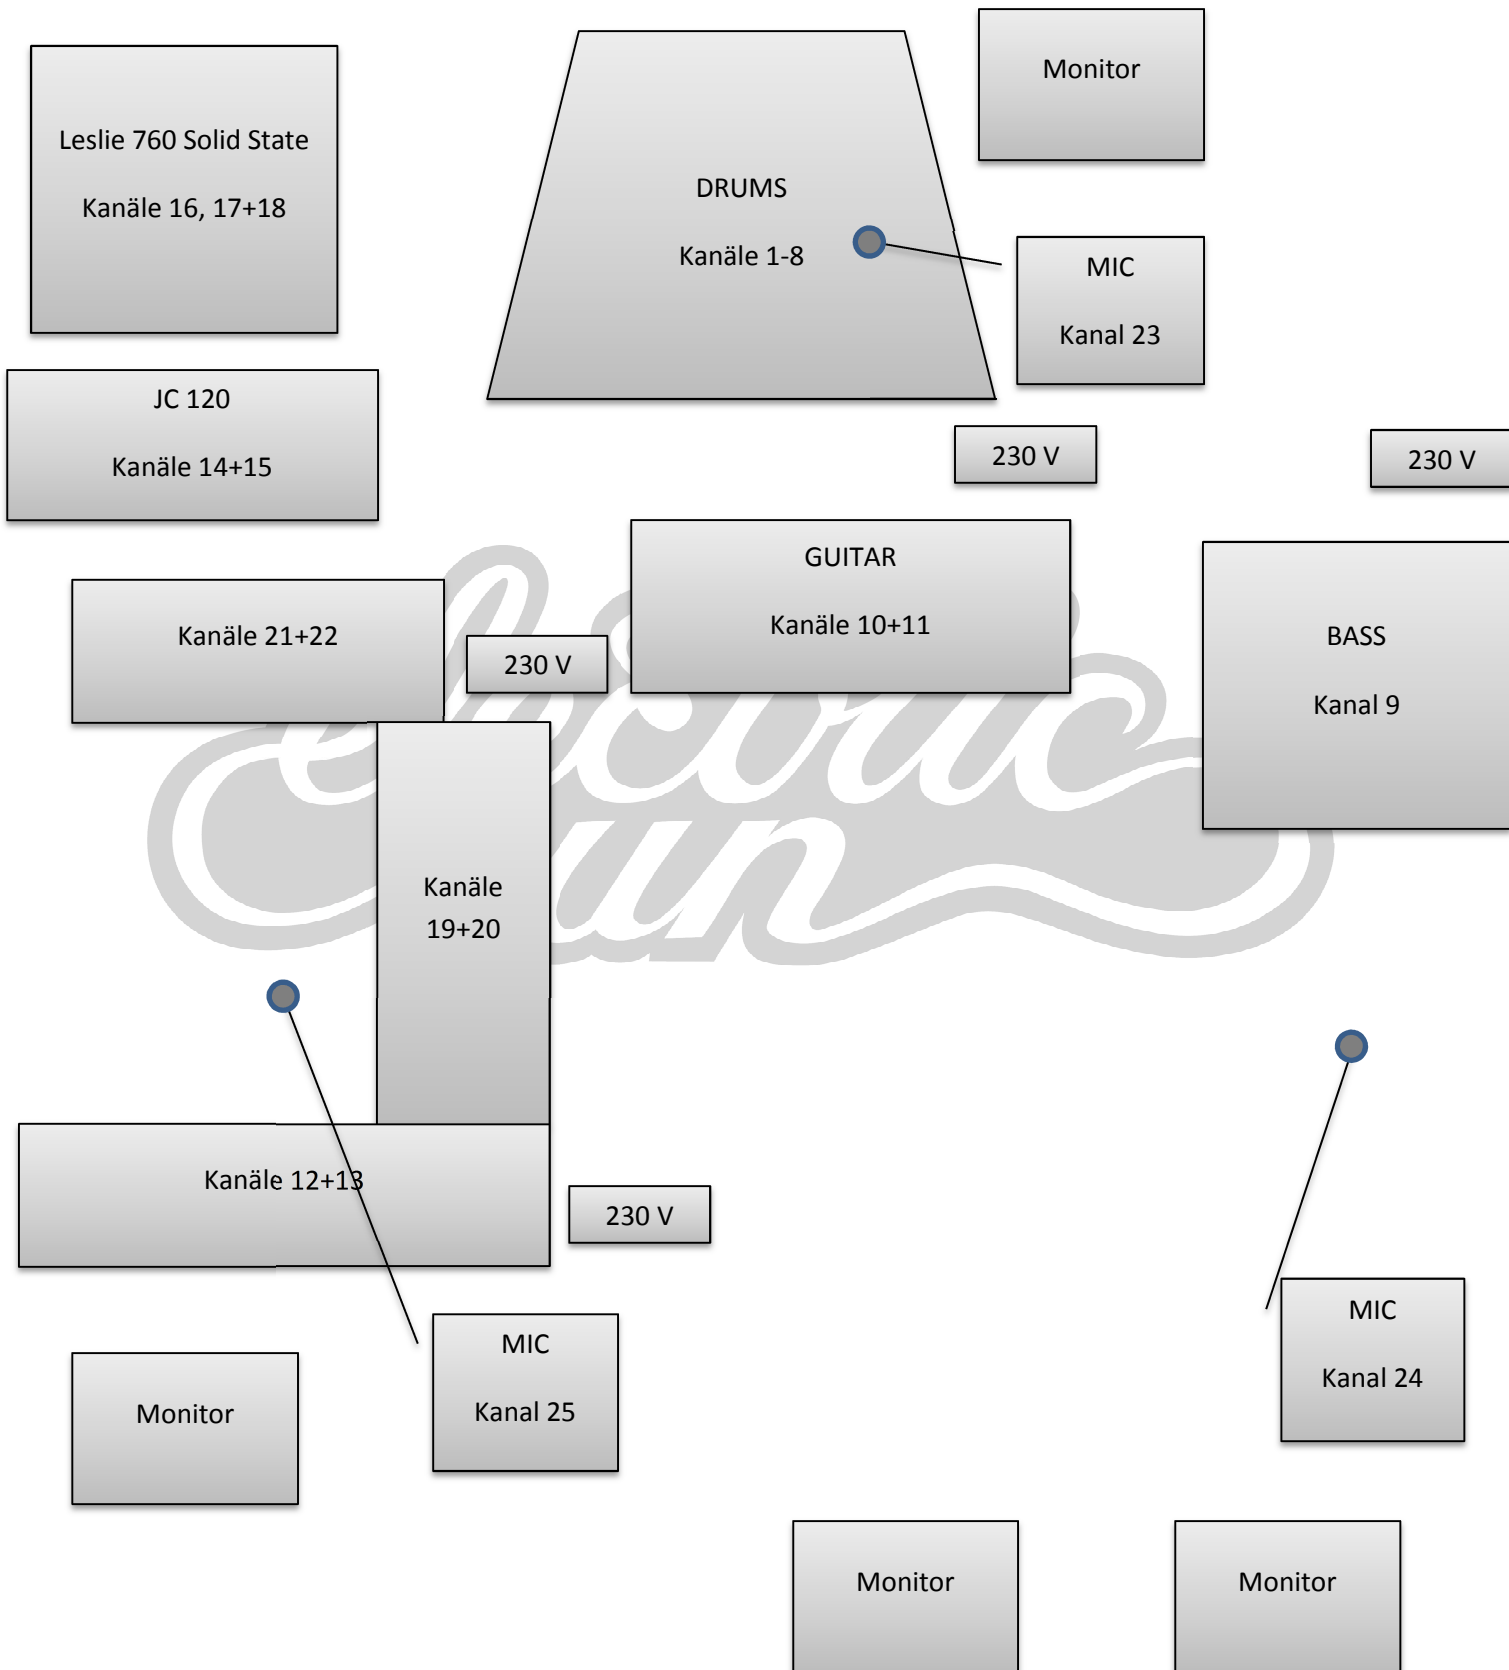 Monitor
Leslie 760 Solid State
Kanäle 16, 17+18
DRUMS
Kanäle 1-8
MIC
Kanal 23
JC 120
Kanäle 14+15
230 V
230 V
GUITAR
Kanäle 10+11
Kanäle 21+22
230 V
BASS
Kanal 9
electric
sun
Kanäle
19+20
Kanäle 12+13
230 V
MIC
Kanal 24
MIC
Kanal 25
Monitor
Monitor
Monitor